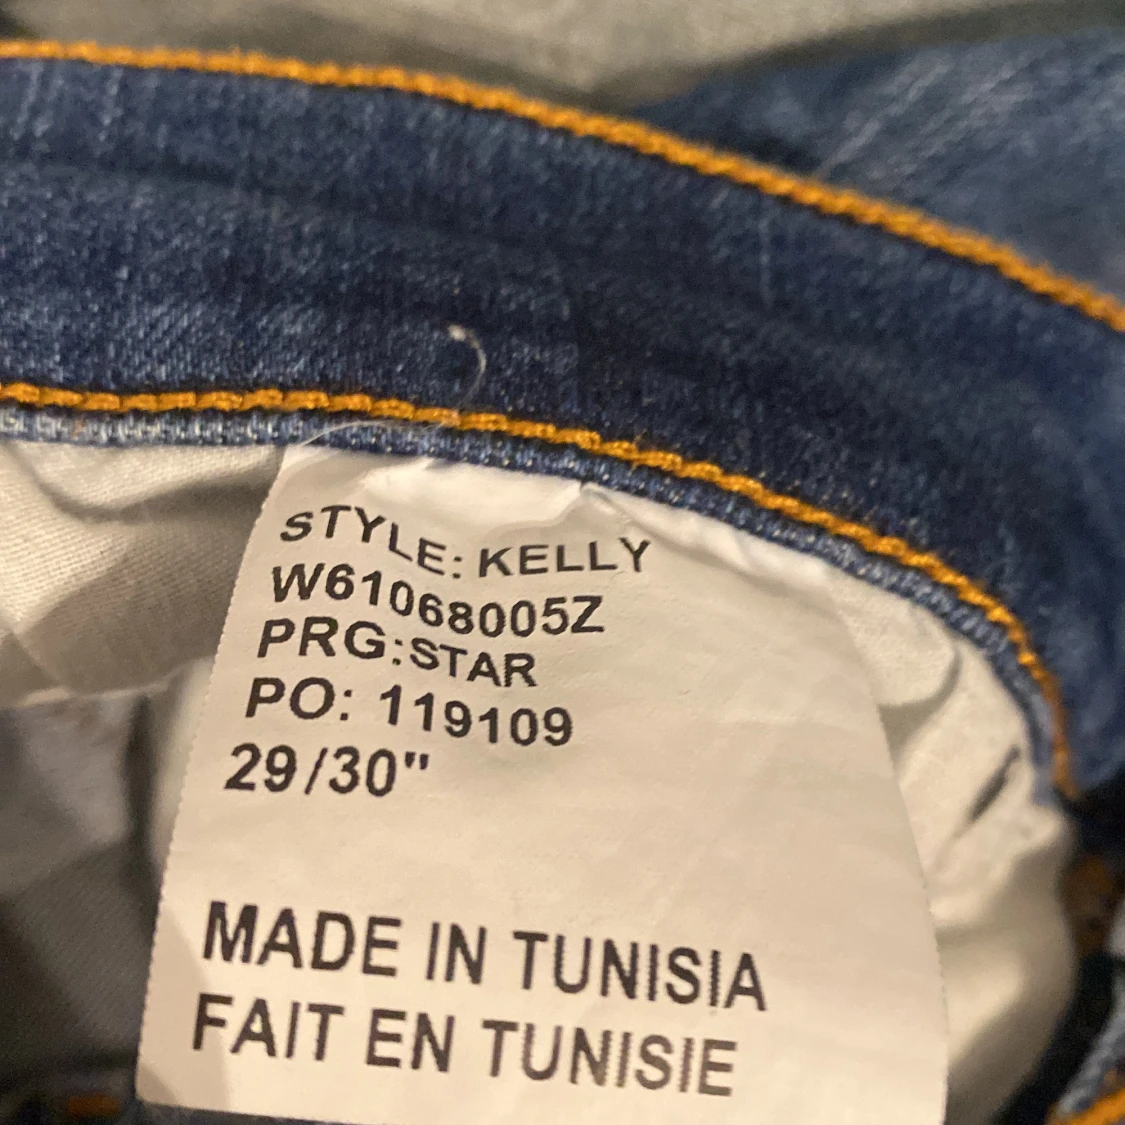 STYLE: KELLY
W61068005Z
PRG:STAR
PO: 119109
29/30"
MADE IN TUNISIA
FAIT EN TUNISIE